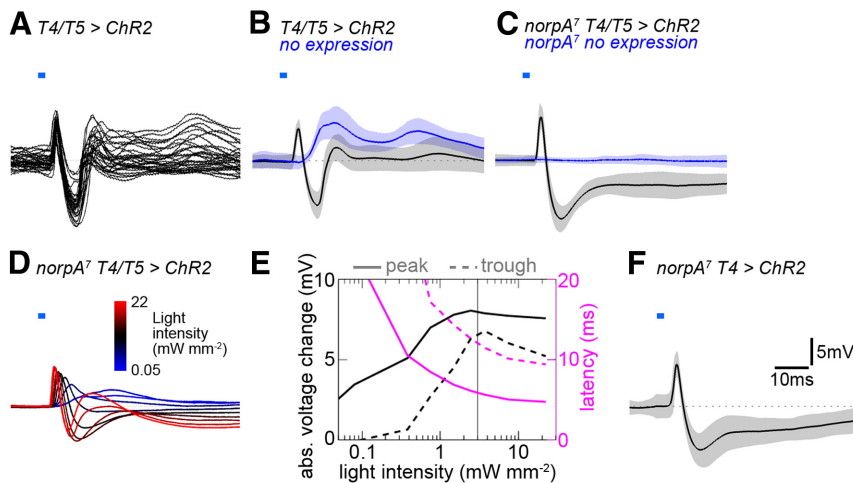 A T4/T5 > ChR2
B T4/T5 > ChR2
no expression
C norpA⁷ T4/T5 > ChR2
norpA⁷ no expression
D norpA⁷ T4/T5 > ChR2
22
Light
intensity
(mW mm⁻²)
0.05
E peak trough
abs. voltage change (mV)
10
5
0
20
10
0
latency (ms)
0.1 1 10
light intensity (mW mm⁻²)
F norpA⁷ T4 > ChR2
5mV
10ms